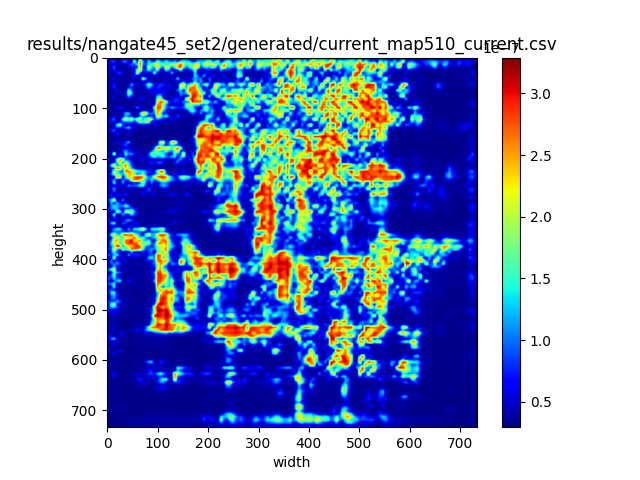 results/nangate45_set2/generated/current_map510_current.csv
1e−7
0
100
200
300
400
500
600
700
height
0 100 200 300 400 500 600 700
width
3.0
2.5
2.0
1.5
1.0
0.5